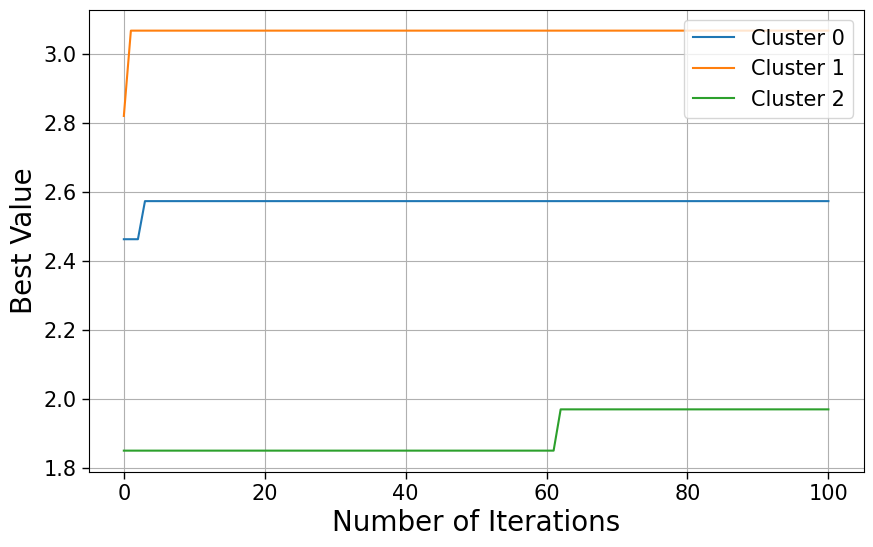 3.0
2.8
2.6
2.4
2.2
2.0
1.8
Best Value
Cluster 0
Cluster 1
Cluster 2
0 20 40 60 80 100
Number of Iterations